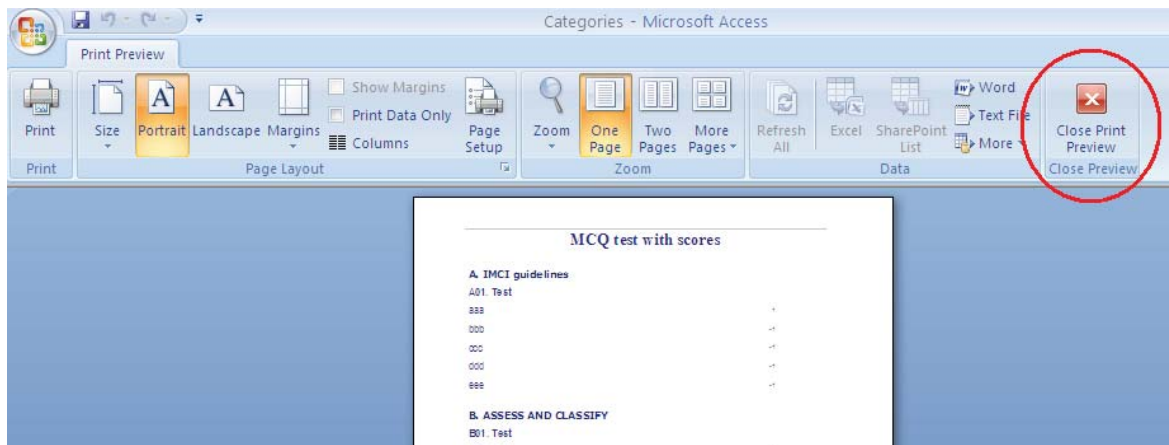 Categories - Microsoft Access
Print Preview
Print
Size
Portrait
Landscape
Margins
Show Margins
Print Data Only
Columns
Page Setup
Zoom
One Page
Two Pages
More Pages
Refresh All
Excel
SharePoint List
Word
Text File
More
Close Print Preview
Print
Page Layout
Zoom
Data
Close Preview
MCQ test with scores
A. IMCI guidelines
A01. Test
aaa
bbb
ccc
ddd
eee
B. ASSESS AND CLASSIFY
B01. Test